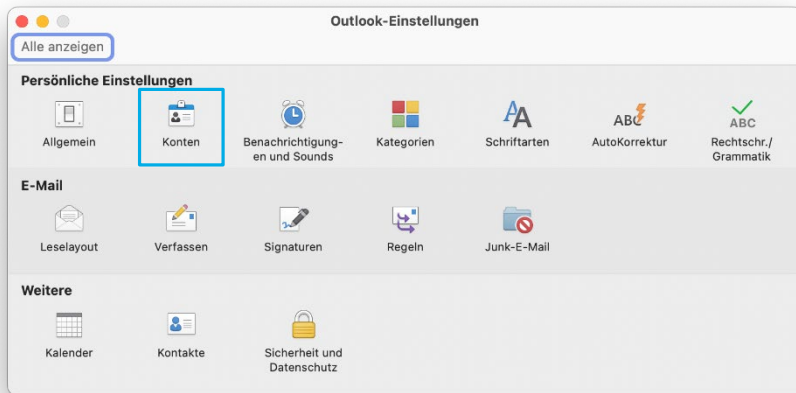 Outlook-Einstellungen
Alle anzeigen
Persönliche Einstellungen
Allgemein
Konten
Benachrichtigung-
en und Sounds
Kategorien
Schriftarten
ABC
AutoKorrektur
ABC
Rechtschr./
Grammatik
E-Mail
Leselayout
Verfassen
Signaturen
Regeln
Junk-E-Mail
Weitere
Kalender
Kontakte
Sicherheit und
Datenschutz